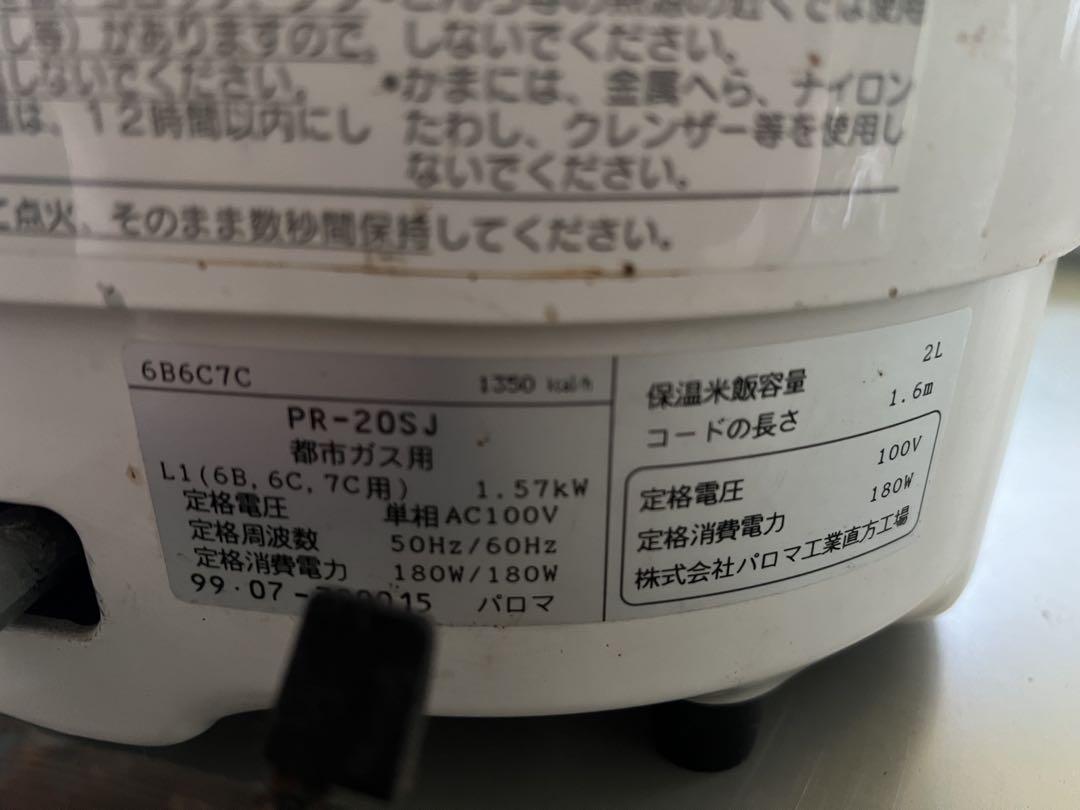 しないでください。
し等）がありますので、
しないでください。
は、１２時間以内にし
•かまには、金属へら、ナイロン
たわし、クレンザー等を使用し
ないでください。
点火、そのまま数秒間保持してください。
6B6C7C 1350 kcal/h
PR-20SJ
都市ガス用
L1(6B,6C,7C用) 1.57kW
定格電圧 単相AC100V
定格周波数 50Hz/60Hz
定格消費電力 180W/180W
99.07- パロマ
保温米飯容量 2L
コードの長さ 1.6m
定格電圧 100V
定格消費電力 180W
株式会社パロマ工業直方工場